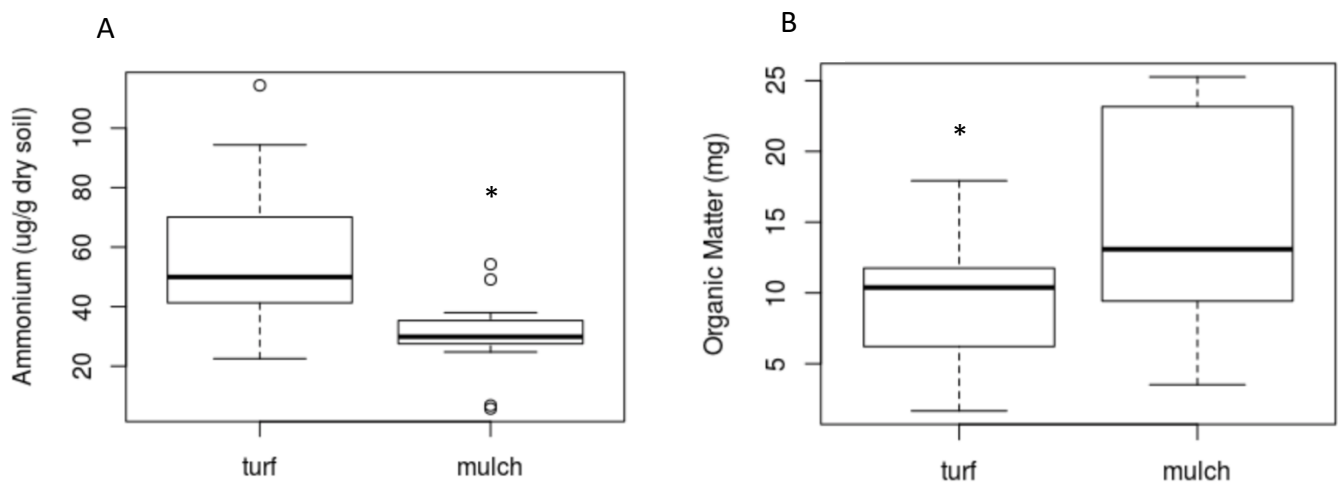 A
Ammonium (ug/g dry soil)
100
80
60
40
20
*
turf
mulch
B
Organic Matter (mg)
25
20
15
10
5
*
turf
mulch